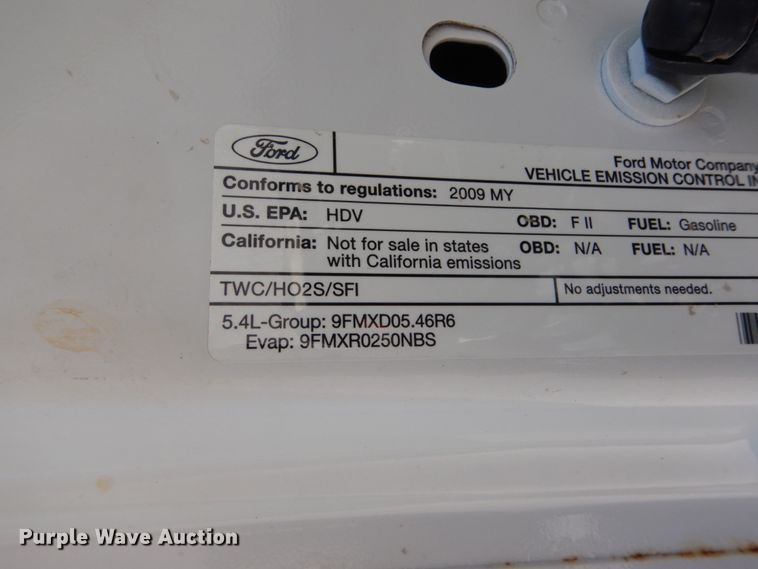 Ford
Ford Motor Company
VEHICLE EMISSION CONTROL
Conforms to regulations: 2009 MY
U.S. EPA: HDV OBD: F II FUEL: Gasoline
California: Not for sale in states with California emissions OBD: N/A FUEL: N/A
TWC/HO2S/SFI No adjustments needed.
5.4L-Group: 9FMXD05.46R6
Evap: 9FMXR0250NBS
Purple Wave Auction